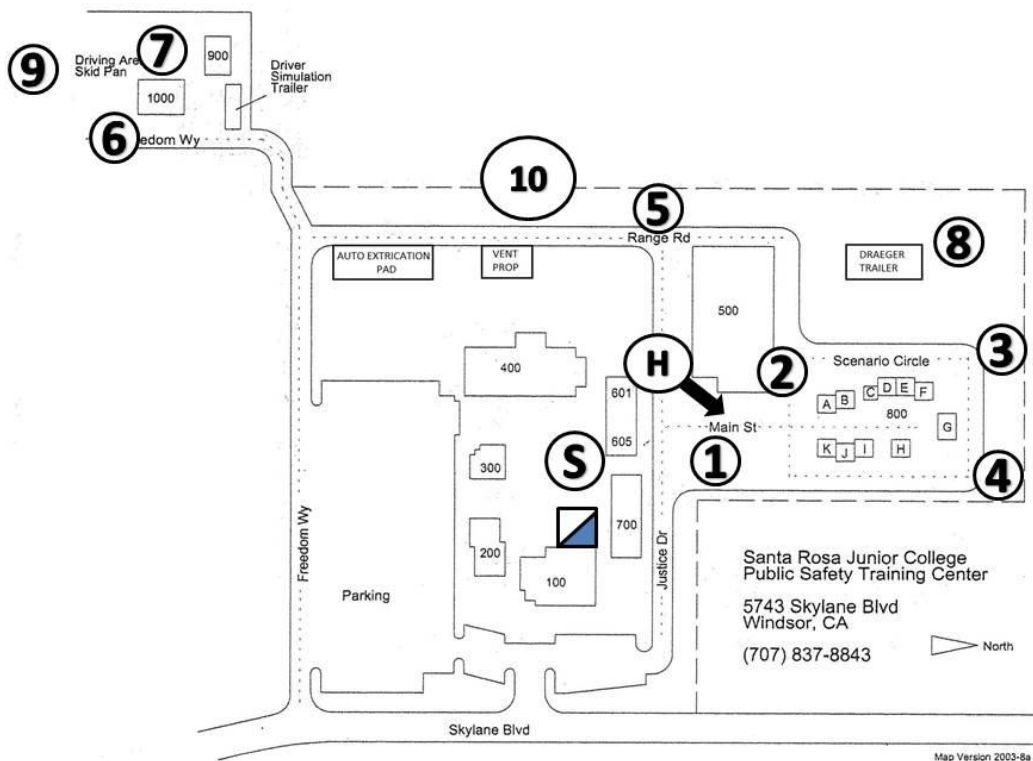 7
900
9
Driving Are
Skid Pan
Driver
Simulation
Trailer
1000
6
edom Wy
10
5
Range Rd
8
AUTO EXTRICATION
PAD
VENT
PROP
DRAEGER
TRAILER
500
3
H
2
Scenario Circle
400
601
A B C D E F
800
Main St
G
605
S
1
K J I H
4
300
700
200
100
Freedom Wy
Justice Dr
Parking
Santa Rosa Junior College
Public Safety Training Center
5743 Skylane Blvd
Windsor, CA
(707) 837-8843
North
Skylane Blvd
Map Version 2003-8a